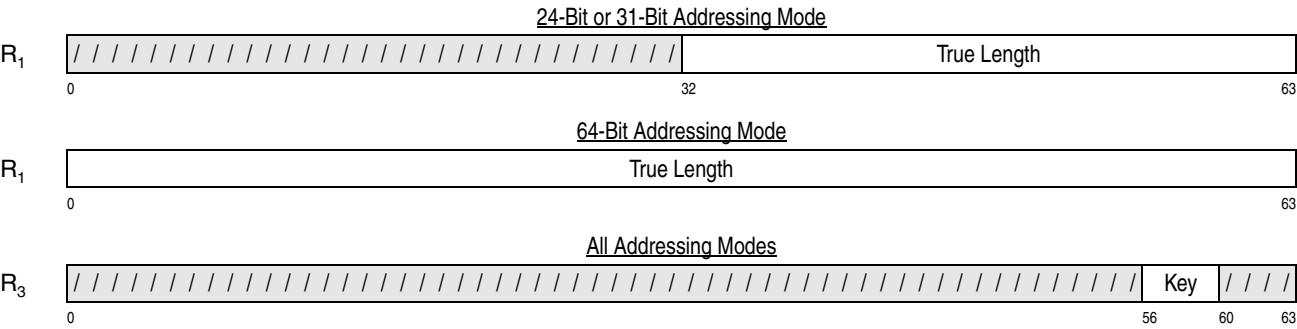 24-Bit or 31-Bit Addressing Mode
R1 / / / / / / / / / / / / / / / / / / / / / / / / / / / / / / / / True Length
0 32 63
64-Bit Addressing Mode
R1 True Length
0 63
All Addressing Modes
R3 / / / / / / / / / / / / / / / / / / / / / / / / / / / / / / / / / / / / / / / / / / / / / / / / / / / / / / / / Key / / / /
0 56 60 63